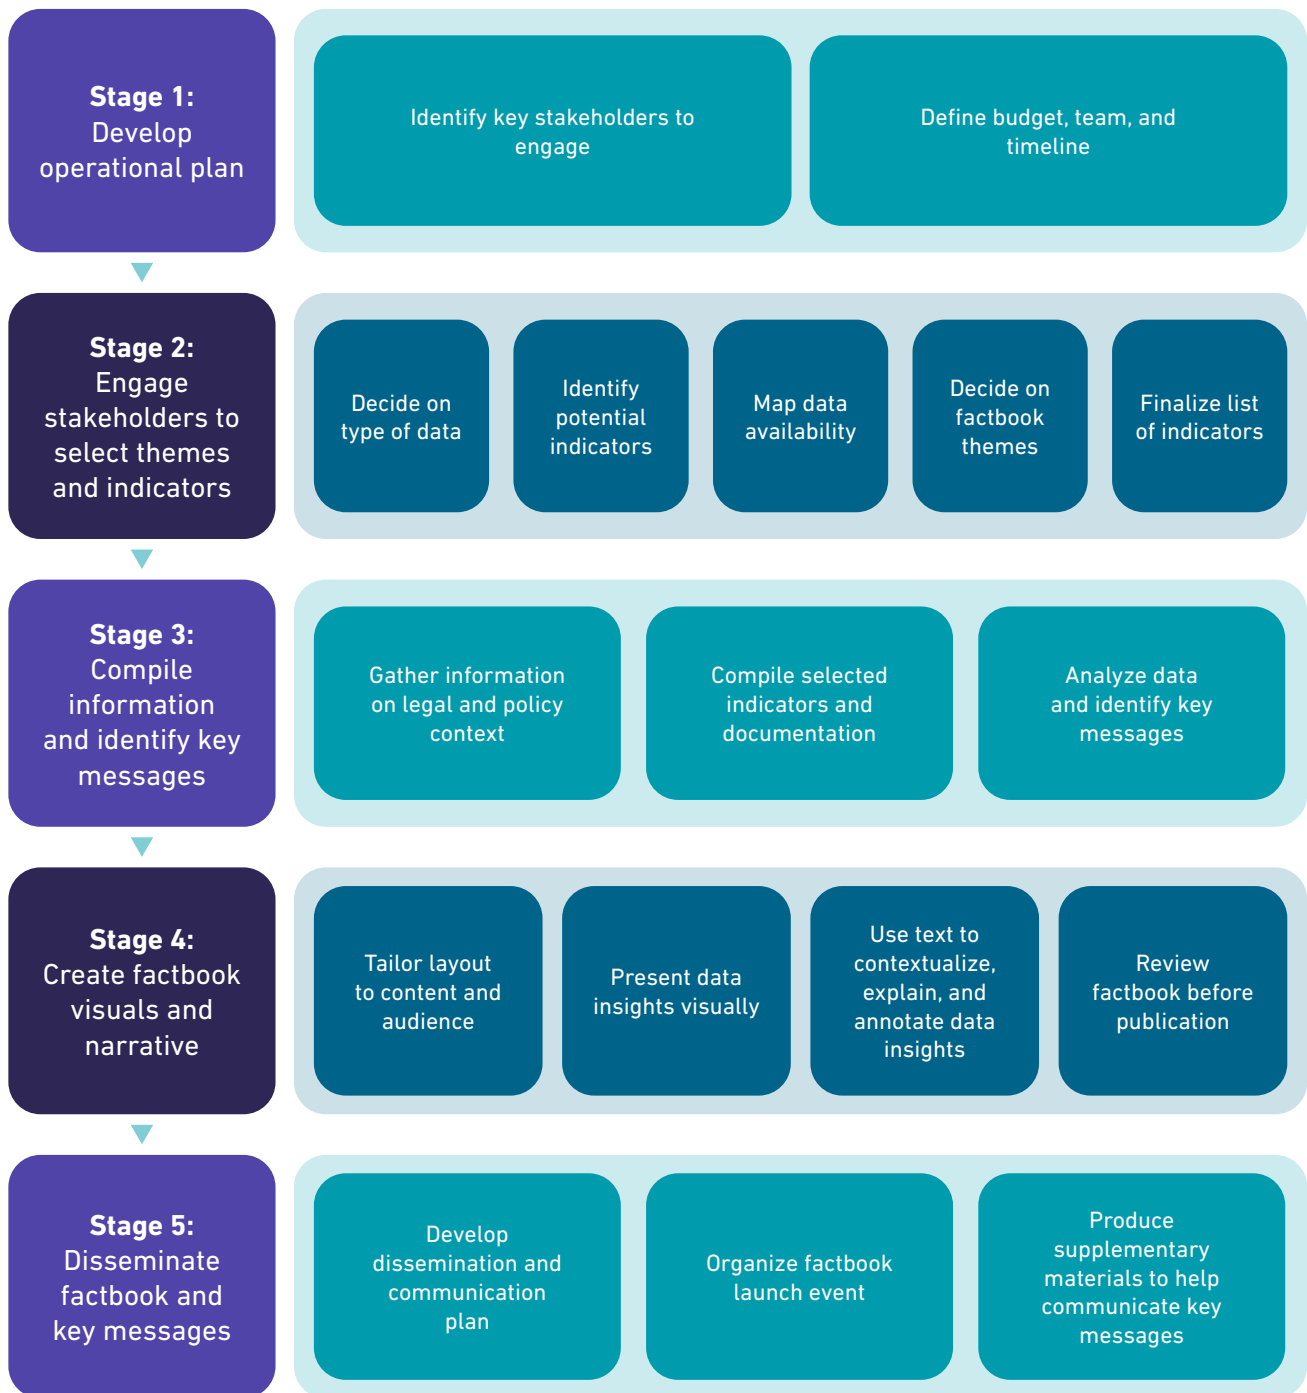 Stage 1:
Develop
operational plan
Identify key stakeholders to
engage
Define budget, team, and
timeline
Stage 2:
Engage
stakeholders to
select themes
and indicators
Decide on
type of data
Identify
potential
indicators
Map data
availability
Decide on
factbook
themes
Finalize list
of indicators
Stage 3:
Compile
information
and identify key
messages
Gather information
on legal and policy
context
Compile selected
indicators and
documentation
Analyze data
and identify key
messages
Stage 4:
Create factbook
visuals and
narrative
Tailor layout
to content and
audience
Present data
insights visually
Use text to
contextualize,
explain, and
annotate data
insights
Review
factbook before
publication
Stage 5:
Disseminate
factbook and
key messages
Develop
dissemination and
communication
plan
Organize factbook
launch event
Produce
supplementary
materials to help
communicate key
messages